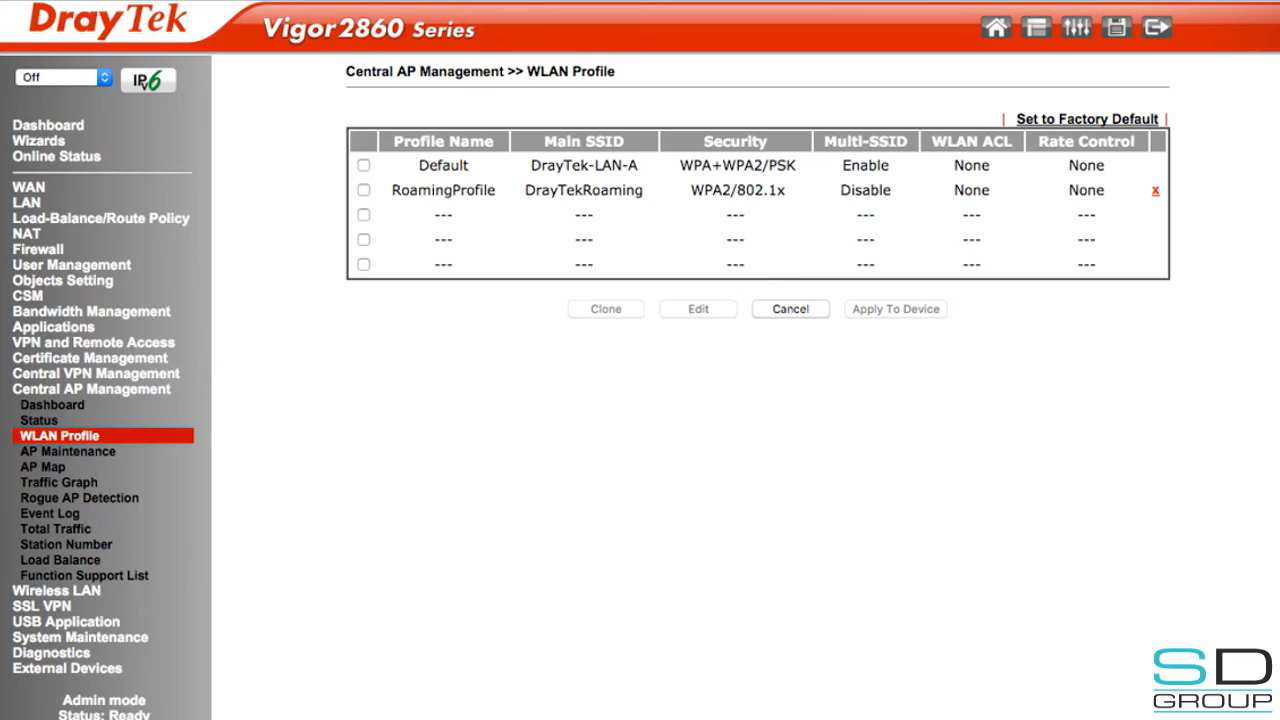 DrayTek
Vigor2860 Series
Off
IPv6
Central AP Management >> WLAN Profile
Dashboard
Wizards
Online Status
WAN
LAN
Load-Balance/Route Policy
NAT
Firewall
User Management
Objects Setting
CSM
Bandwidth Management
Applications
VPN and Remote Access
Certificate Management
Central VPN Management
Central AP Management
Dashboard
Status
WLAN Profile
AP Maintenance
AP Map
Traffic Graph
Rogue AP Detection
Event Log
Total Traffic
Station Number
Load Balance
Function Support List
Wireless LAN
SSL VPN
USB Application
System Maintenance
Diagnostics
External Devices
Admin mode
Status: Ready
| Set to Factory Default |
Profile Name Main SSID Security Multi-SSID WLAN ACL Rate Control
Default DrayTek-LAN-A WPA+WPA2/PSK Enable None None
RoamingProfile DrayTekRoaming WPA2/802.1x Disable None None x
--- --- --- --- --- ---
--- --- --- --- --- ---
--- --- --- --- --- ---
Clone Edit Cancel Apply To Device
SD
GROUP